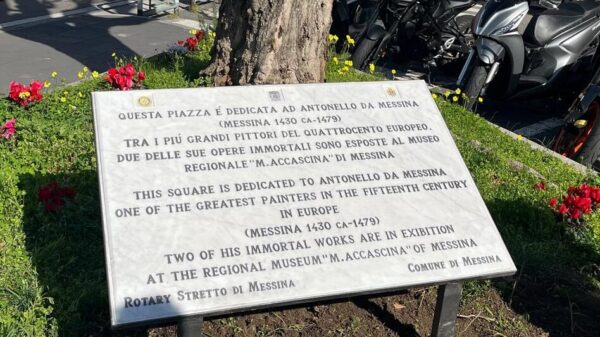 QUESTA PIAZZA É DEDICATA AD ANTONELLO DA MESSINA
(MESSINA 1430 CA-1479)
TRA I PIÚ GRANDI PITTORI DEL QUATTROCENTO EUROPEO.
DUE DELLE SUE OPERE IMMORTALI SONO ESPOSTE AL MUSEO
REGIONALE "M.ACCASCINA" DI MESSINA
THIS SQUARE IS DEDICATED TO ANTONELLO DA MESSINA
ONE OF THE GREATEST PAINTERS IN THE FIFTEENTH CENTURY
IN EUROPE
(MESSINA 1430 CA-1479)
TWO OF HIS IMMORTAL WORKS ARE IN EXIBITION
AT THE REGIONAL MUSEUM "M.ACCASCINA" OF MESSINA
ROTARY STRETTO DI MESSINA
COMUNE DI MESSINA